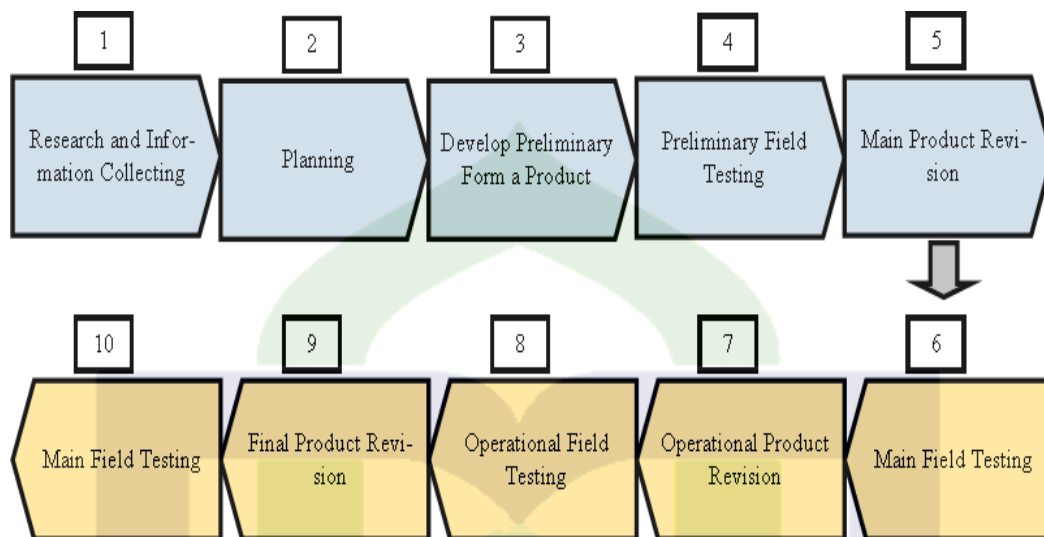 1
2
3
4
5
Research and Infor-
mation Collecting
Planning
Develop Preliminary
Form a Product
Preliminary Field
Testing
Main Product Revi-
sion
10
9
8
7
6
Main Field Testing
Final Product Revi-
sion
Operational Field
Testing
Operational Product
Revision
Main Field Testing